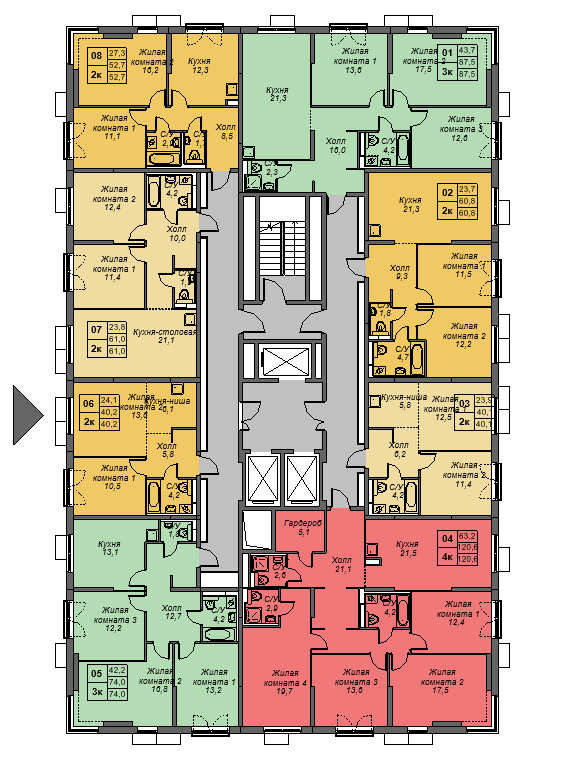 08
27,3
52,7
2к
52,7
Жилая
комната 2
16,2
Кухня
12,3
Жилая
комната 1
11,1
С/У
С/У
Холл
8,5
Кухня
21,3
Жилая
комната 1
13,6
Жилая
комната 2
17,5
01
43,7
87,5
3к
87,5
Жилая
комната 3
12,6
С/У
4,2
Холл
16,0
С/У
2,3
Жилая
комната 2
12,4
С/У
4,2
Холл
10,0
Жилая
комната 1
11,4
С/У
07
23,8
61,0
2к
61,0
Кухня-столовая
21,1
Кухня
21,3
02
23,7
60,8
2к
60,8
Холл
9,3
Жилая
комната 1
11,5
С/У
1,8
Жилая
комната 2
12,2
С/У
4,7
06
24,1
40,2
2к
40,2
Жилая
комната 2
13,6
Кухня-ниша
6,1
Холл
5,8
Жилая
комната 1
10,5
С/У
4,2
Кухня-ниша
5,8
Жилая
комната 1
12,5
03
23,9
40,1
2к
40,1
Холл
6,2
Жилая
комната 2
11,4
С/У
4,2
Кухня
13,1
С/У
1,8
Жилая
комната 3
12,2
Холл
12,7
С/У
4,2
05
42,2
74,0
3к
74,0
Жилая
комната 2
16,8
Жилая
комната 1
13,2
Гардероб
5,1
Холл
21,1
Кухня
21,5
04
63,2
120,6
4к
120,6
С/У
2,6
С/У
2,9
С/У
4,2
Жилая
комната 1
12,4
Жилая
комната 4
19,7
Жилая
комната 3
13,6
Жилая
комната 2
17,5